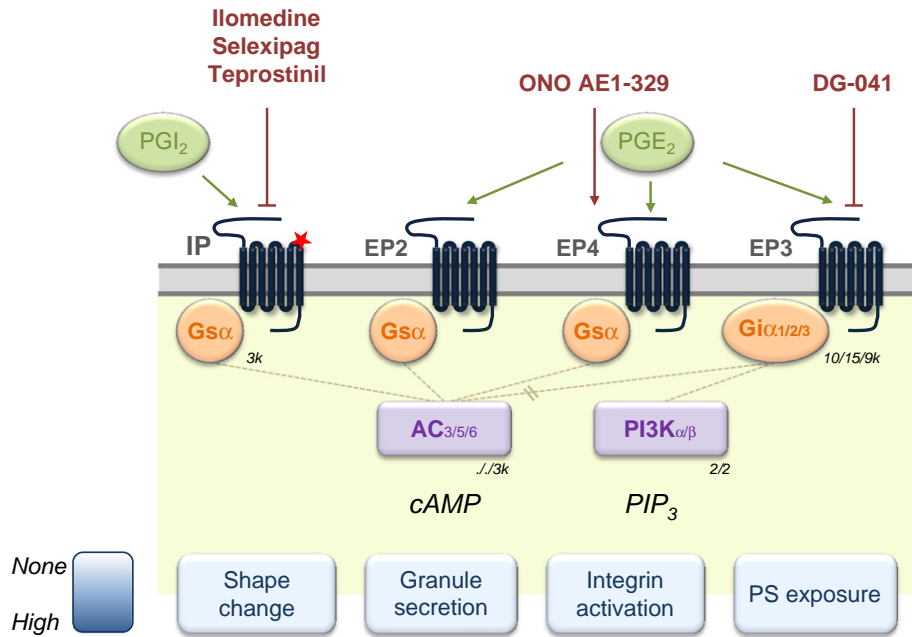 Ilomedine
Selexipag
Teprostinil
ONO AE1-329
DG-041
PGI₂
PGE₂
IP
EP2
EP4
EP3
Gsα
Gsα
Gsα
Giα1/2/3
3k
10/15/9k
AC3/5/6
PI3Kα/β
././3k
2/2
cAMP
PIP₃
None
High
Shape
change
Granule
secretion
Integrin
activation
PS exposure